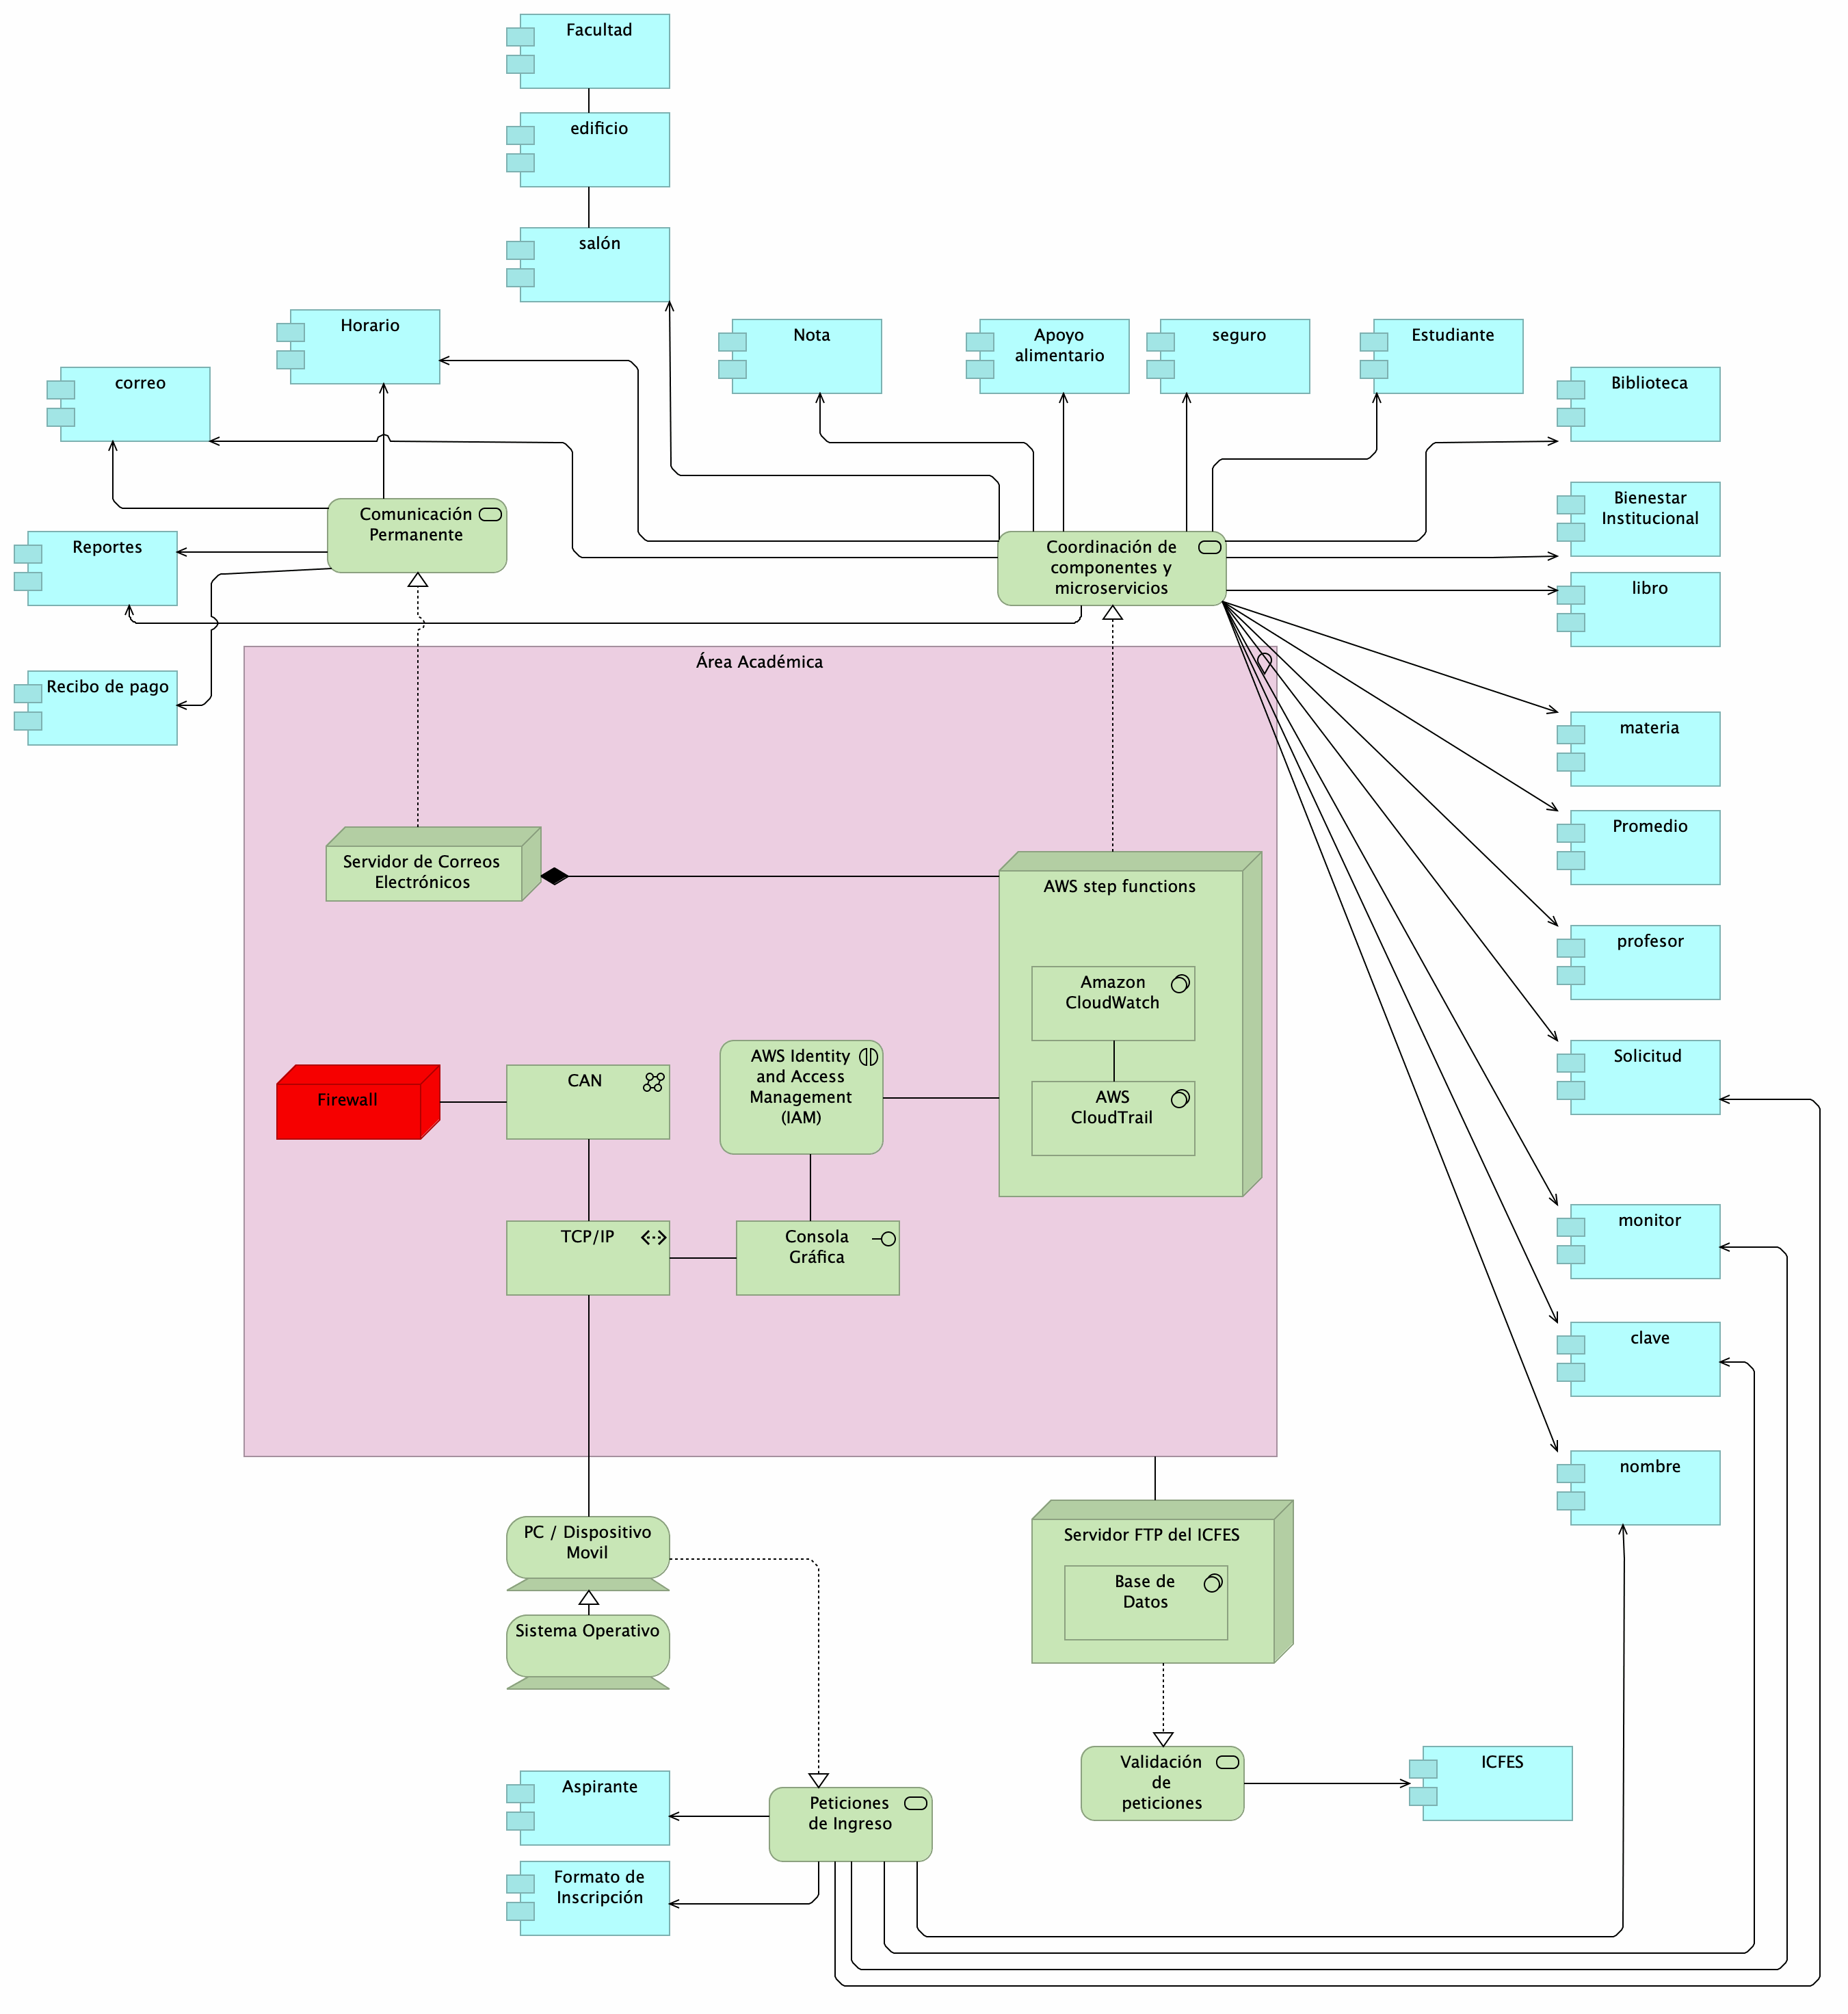 Facultad
edificio
salón
Horario
Nota
Apoyo
alimentario
seguro
Estudiante
correo
Biblioteca
Comunicación
Permanente
Bienestar
Institucional
Reportes
Coordinación de
componentes y
microservicios
libro
Recibo de pago
Área Académica
materia
Promedio
Servidor de Correos
Electrónicos
AWS step functions
profesor
Amazon
CloudWatch
Solicitud
AWS Identity
and Access
Management
(IAM)
Firewall
CAN
AWS
CloudTrail
monitor
TCP/IP
Consola
Gráfica
clave
nombre
PC / Dispositivo
Movil
Servidor FTP del ICFES
Base de
Datos
Sistema Operativo
Validación
de
peticiones
ICFES
Aspirante
Peticiones
de Ingreso
Formato de
Inscripción